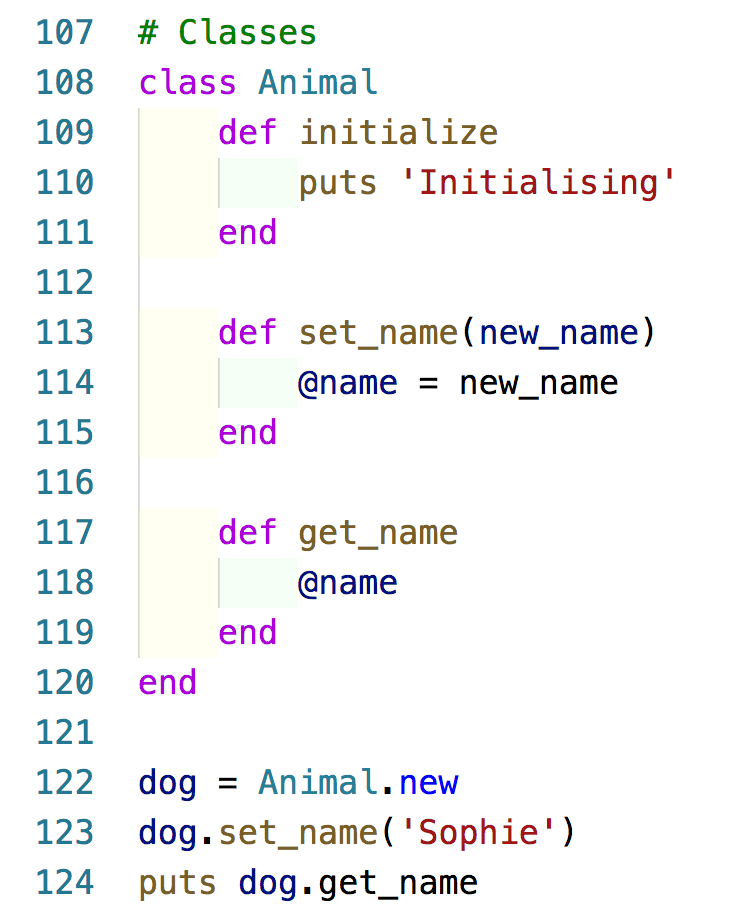 107 # Classes
108 class Animal
109     def initialize
110         puts 'Initialising'
111     end
112
113     def set_name(new_name)
114         @name = new_name
115     end
116
117     def get_name
118         @name
119     end
120 end
121
122 dog = Animal.new
123 dog.set_name('Sophie')
124 puts dog.get_name